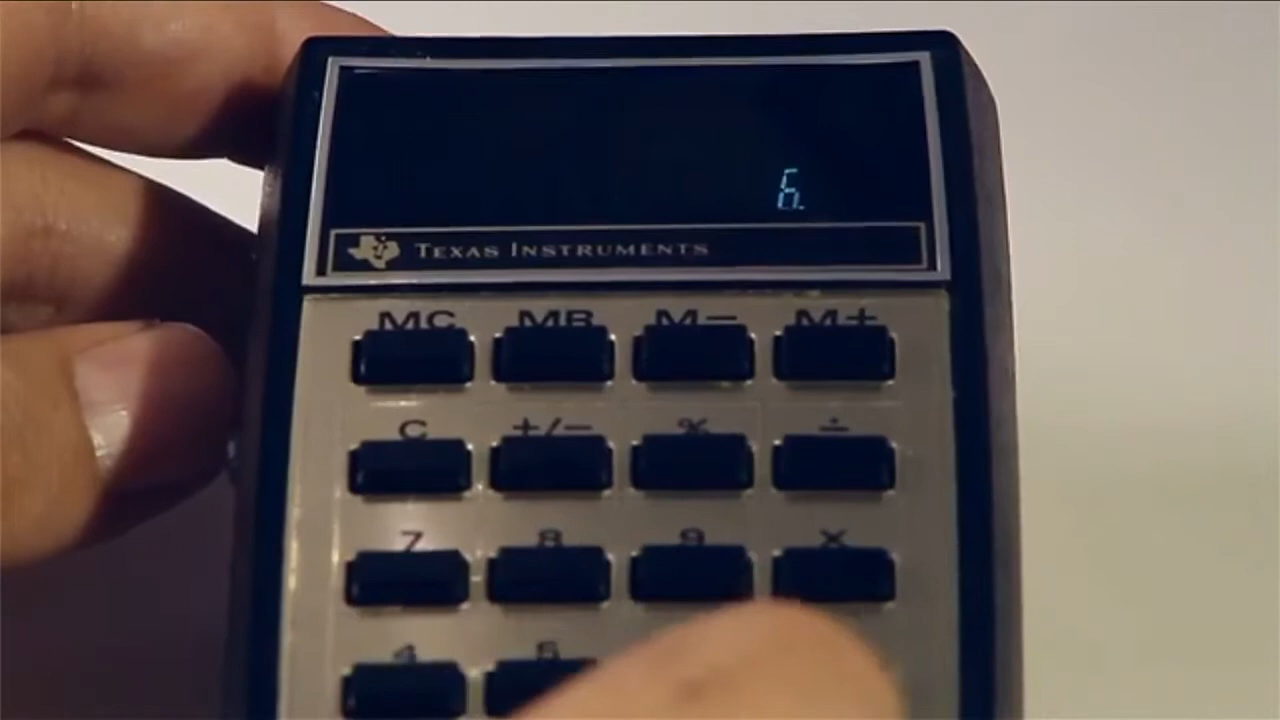 6.
TEXAS INSTRUMENTS
MC MR M− M+
C +/− % ÷
7 8 9 X
4 5